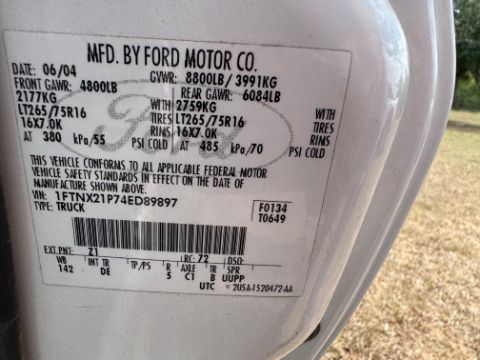 MFD. BY FORD MOTOR CO.
DATE: 06/04 GVWR: 8800LB/ 3991KG
FRONT GAWR: 4800LB REAR GAWR: 6084LB
2177KG WITH 2759KG WITH
LT265/75R16 TIRES LT265/75R16 TIRES
16X7.0K RIMS 16X7.0K RIMS
AT 380 kPa/55 PSI COLD AT 485 kPa/70 PSI COLD
THIS VEHICLE CONFORMS TO ALL APPLICABLE FEDERAL MOTOR
VEHICLE SAFETY STANDARDS IN EFFECT ON THE DATE OF
MANUFACTURE SHOWN ABOVE.
VIN: 1FTNX21P74ED89897 F0134
TYPE: TRUCK T0649
EXT.PNT: Z1 RC: 72 DSO:
WB INT TR TP/PS R AXLE TR SPR
142 DE 5 C1 B UUPP
UTC 2U5A-1520472-AA
Ford